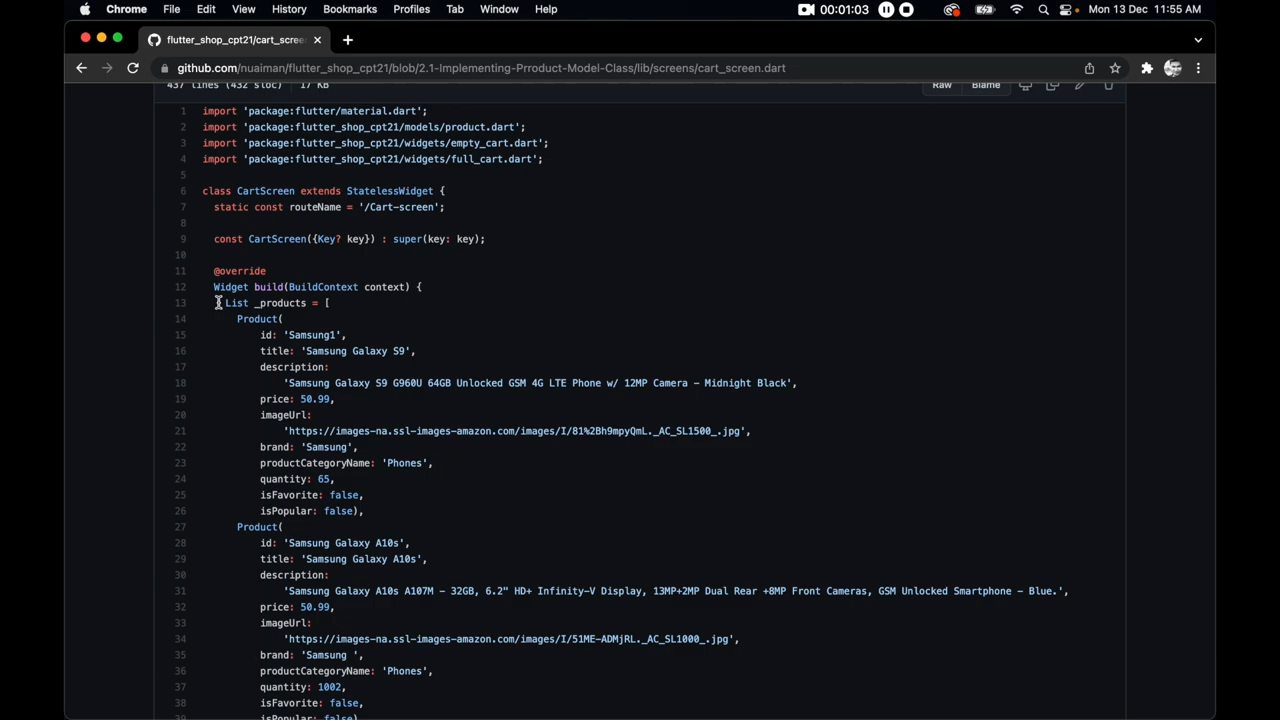 Chrome File Edit View History Bookmarks Profiles Tab Window Help 00:01:03 Mon 13 Dec 11:55 AM
flutter_shop_cpt21/cart_scree
github.com/nuaiman/flutter_shop_cpt21/blob/2.1-Implementing-Prroduct-Model-Class/lib/screens/cart_screen.dart
437 lines (432 sloc) 17 KB Raw Blame
1 import 'package:flutter/material.dart';
2 import 'package:flutter_shop_cpt21/models/product.dart';
3 import 'package:flutter_shop_cpt21/widgets/empty_cart.dart';
4 import 'package:flutter_shop_cpt21/widgets/full_cart.dart';
5
6 class CartScreen extends StatelessWidget {
7 static const routeName = '/Cart-screen';
8
9 const CartScreen({Key? key}) : super(key: key);
10
11 @override
12 Widget build(BuildContext context) {
13 List _products = [
14 Product(
15 id: 'Samsung1',
16 title: 'Samsung Galaxy S9',
17 description:
18 'Samsung Galaxy S9 G960U 64GB Unlocked GSM 4G LTE Phone w/ 12MP Camera - Midnight Black',
19 price: 50.99,
20 imageUrl:
21 'https://images-na.ssl-images-amazon.com/images/I/81%2Bh9mpyQmL._AC_SL1500_.jpg',
22 brand: 'Samsung',
23 productCategoryName: 'Phones',
24 quantity: 65,
25 isFavorite: false,
26 isPopular: false),
27 Product(
28 id: 'Samsung Galaxy A10s',
29 title: 'Samsung Galaxy A10s',
30 description:
31 'Samsung Galaxy A10s A107M - 32GB, 6.2" HD+ Infinity-V Display, 13MP+2MP Dual Rear +8MP Front Cameras, GSM Unlocked Smartphone - Blue.',
32 price: 50.99,
33 imageUrl:
34 'https://images-na.ssl-images-amazon.com/images/I/51ME-ADMjRL._AC_SL1000_.jpg',
35 brand: 'Samsung ',
36 productCategoryName: 'Phones',
37 quantity: 1002,
38 isFavorite: false,
39 isPopular: false),